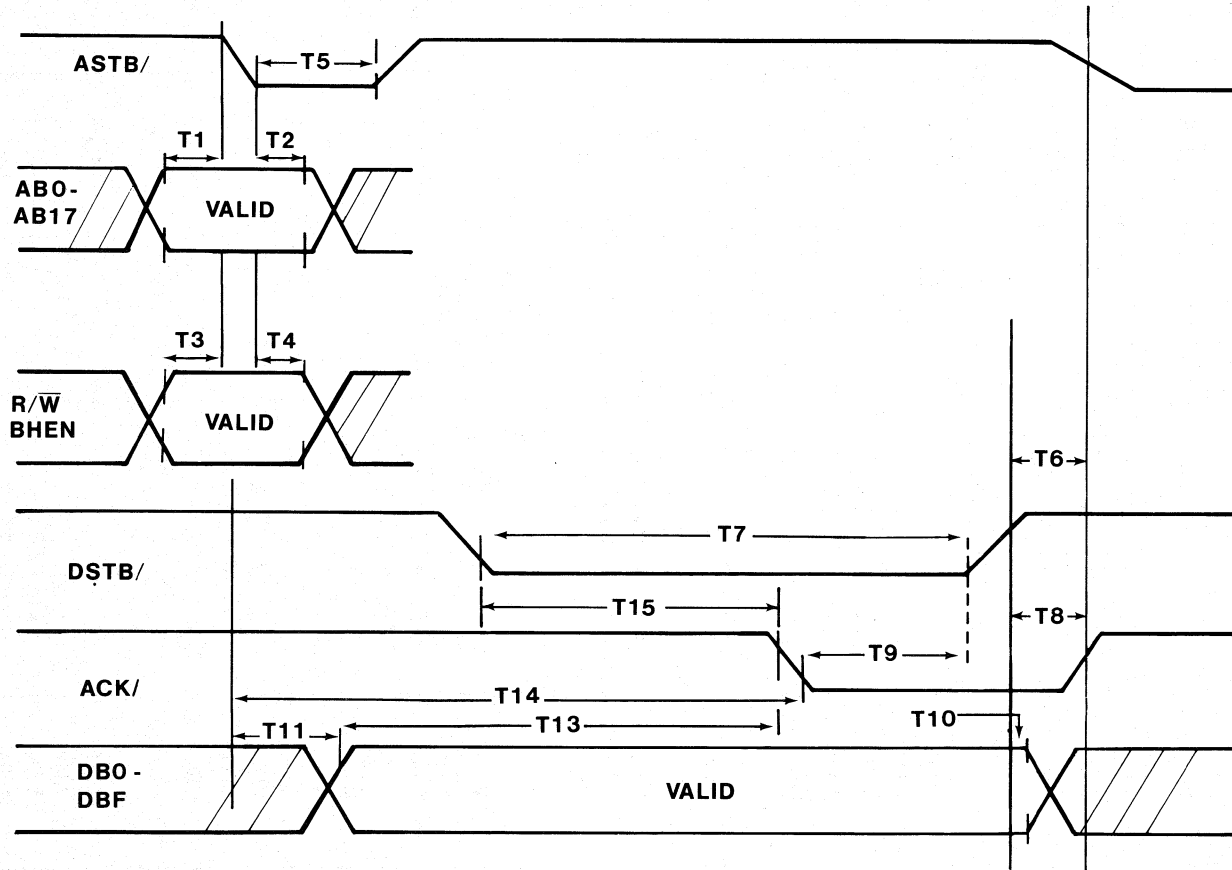 ASTB/
T5
T1
T2
AB0-
AB17
VALID
T3
T4
R/W̅
BHEN
VALID
T6
T7
DSTB/
T15
T8
T9
ACK/
T14
T13
T10
T11
DB0 -
DBF
VALID